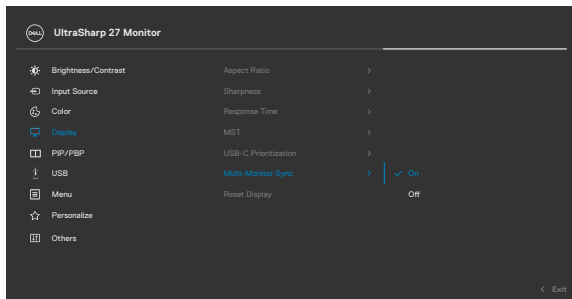 DELL
UltraSharp 27 Monitor
Brightness/Contrast
Aspect Ratio
Input Source
Sharpness
Color
Response Time
Display
MST
PIP/PBP
USB-C Prioritization
USB
Multi-Monitor Sync
On
Menu
Reset Display
Off
Personalize
Others
Exit